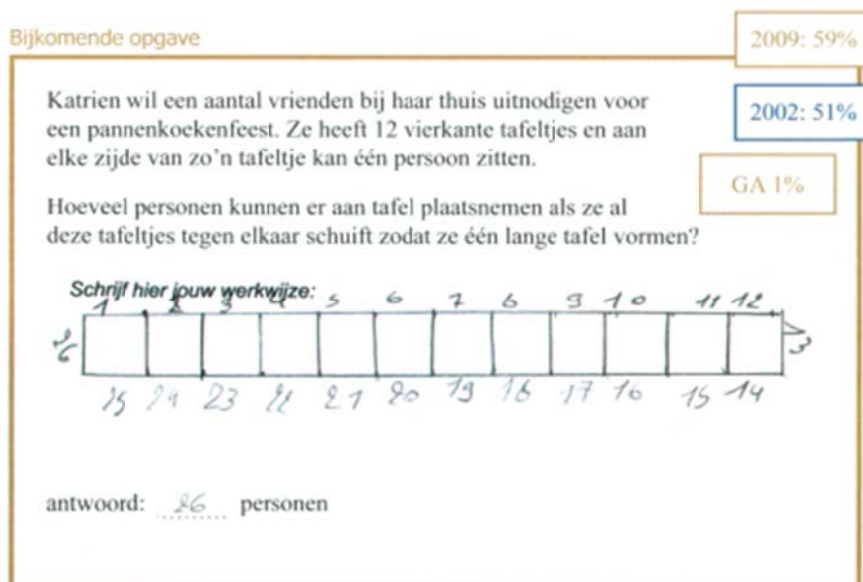 Bijkomende opgave
2009: 59%
2002: 51%
GA 1%
Katrien wil een aantal vrienden bij haar thuis uitnodigen voor
een pannenkoekenfeest. Ze heeft 12 vierkante tafeltjes en aan
elke zijde van zo'n tafeltje kan één persoon zitten.
Hoeveel personen kunnen er aan tafel plaatsnemen als ze al
deze tafeltjes tegen elkaar schuift zodat ze één lange tafel vormen?
Schrijf hier jouw werkwijze:
1 2 3 4 5 6 7 8 9 10 11 12
26 13
25 24 23 22 21 20 19 18 17 16 15 14
antwoord: 26 personen